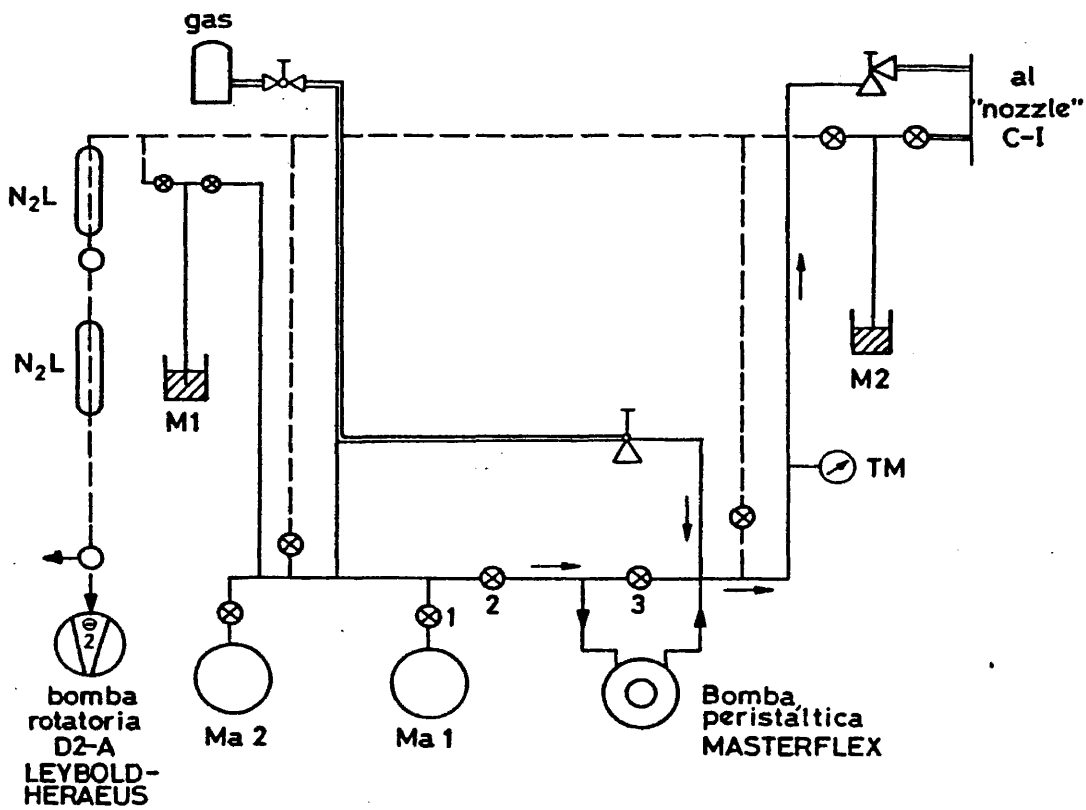 gas
al
"nozzle"
C-I
N₂L
N₂L
M1
M2
TM
1
2
3
2
bomba
rotatoria
D2-A
LEYBOLD-
HERAEUS
Ma 2
Ma 1
Bomba
peristáltica
MASTERFLEX